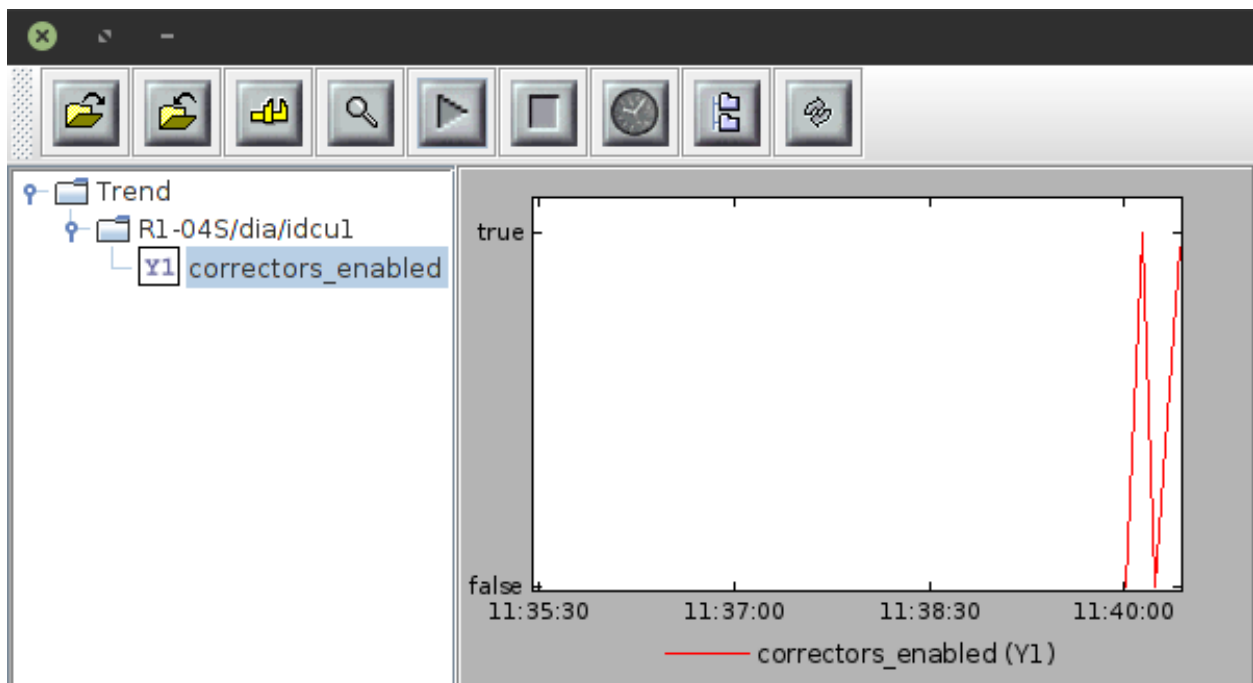 Trend
R1-04S/dia/idcu1
Y1 correctors_enabled
true
false
11:35:30 11:37:00 11:38:30 11:40:00
correctors_enabled (Y1)